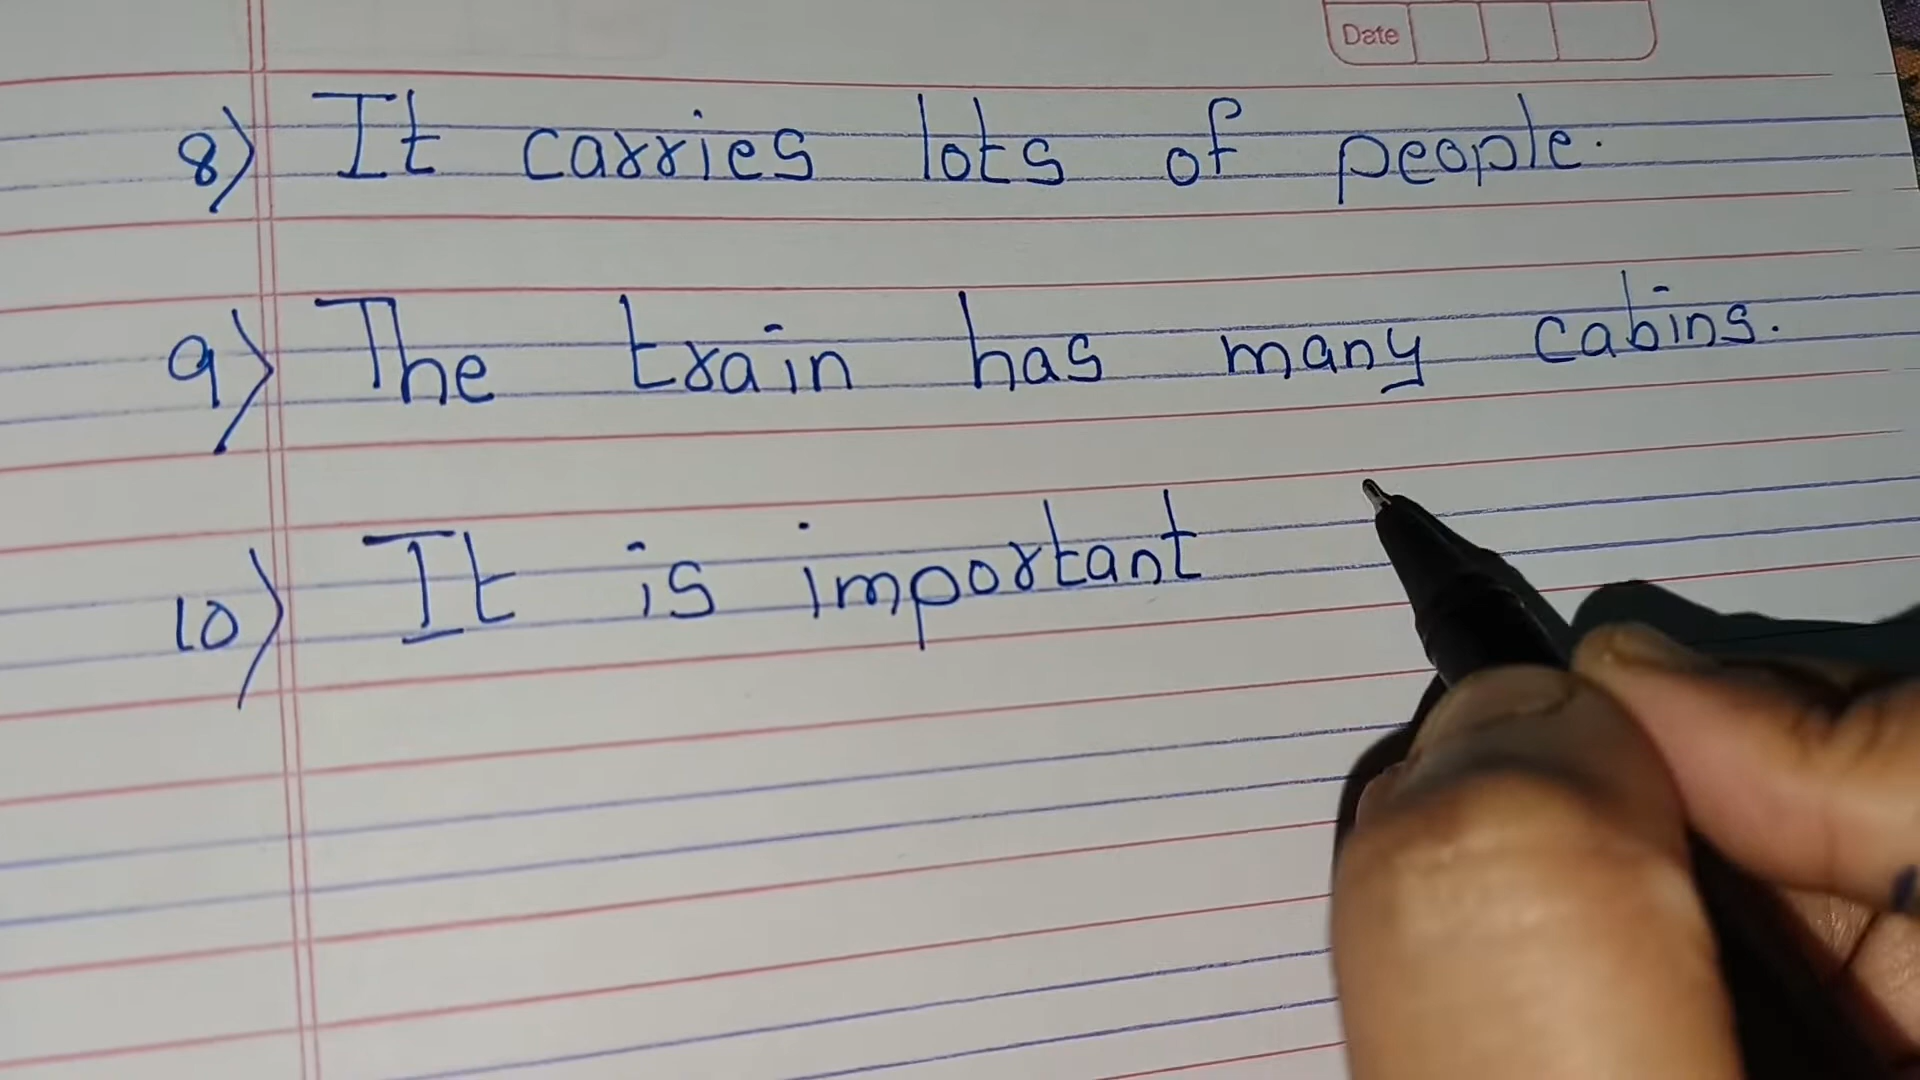 Date
8) It carries lots of people.
9) The train has many cabins.
10) It is important